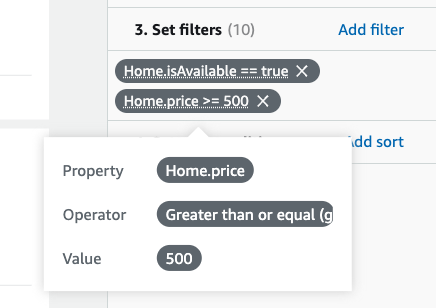 3. Set filters (10) Add filter
Home.isAvailable == true ×
Home.price >= 500 ×
Add sort
Property Home.price
Operator Greater than or equal (g
Value 500